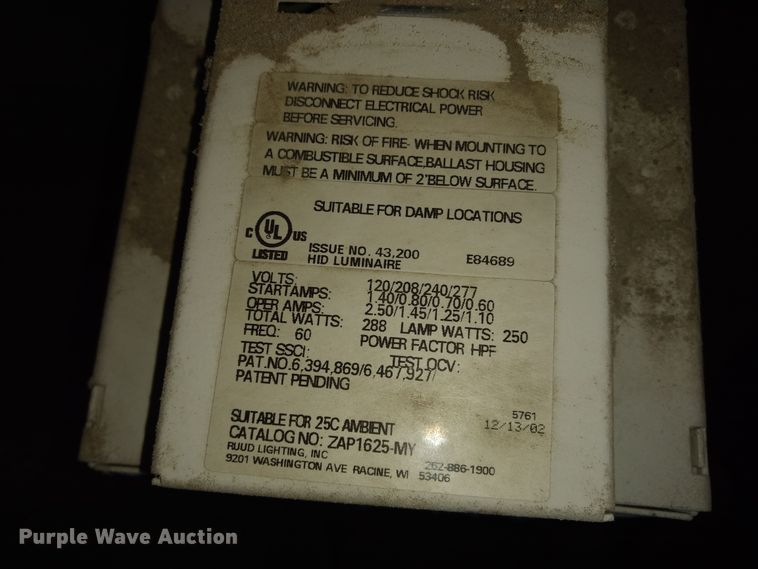 WARNING: TO REDUCE SHOCK RISK
DISCONNECT ELECTRICAL POWER
BEFORE SERVICING.
WARNING: RISK OF FIRE- WHEN MOUNTING TO
A COMBUSTIBLE SURFACE,BALLAST HOUSING
MUST BE A MINIMUM OF 2"BELOW SURFACE.
SUITABLE FOR DAMP LOCATIONS
C UL US
LISTED
ISSUE NO. 43,200
HID LUMINAIRE E84689
VOLTS: 120/208/240/277
STARTAMPS: 1.40/0.80/0.70/0.60
OPER AMPS: 2.50/1.45/1.25/1.10
TOTAL WATTS: 288 LAMP WATTS: 250
FREQ: 60 POWER FACTOR HPF
TEST SSCI: TEST OCV:
PAT.NO.6,394,869/6,467,927/
PATENT PENDING
5761
SUITABLE FOR 25C AMBIENT 12/13/02
CATALOG NO: ZAP1625-MY
RUUD LIGHTING, INC 262-886-1900
9201 WASHINGTON AVE RACINE, WI 53406
Purple Wave Auction